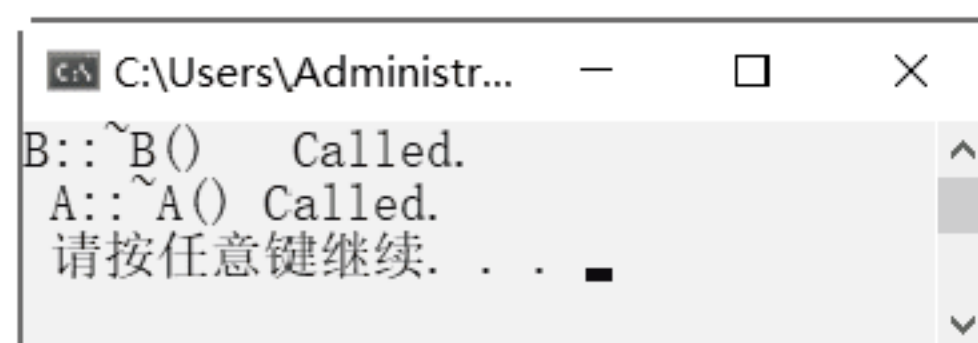 C:\Users\Administr...
B::~B()   Called.
A::~A() Called.
请按任意键继续. . .